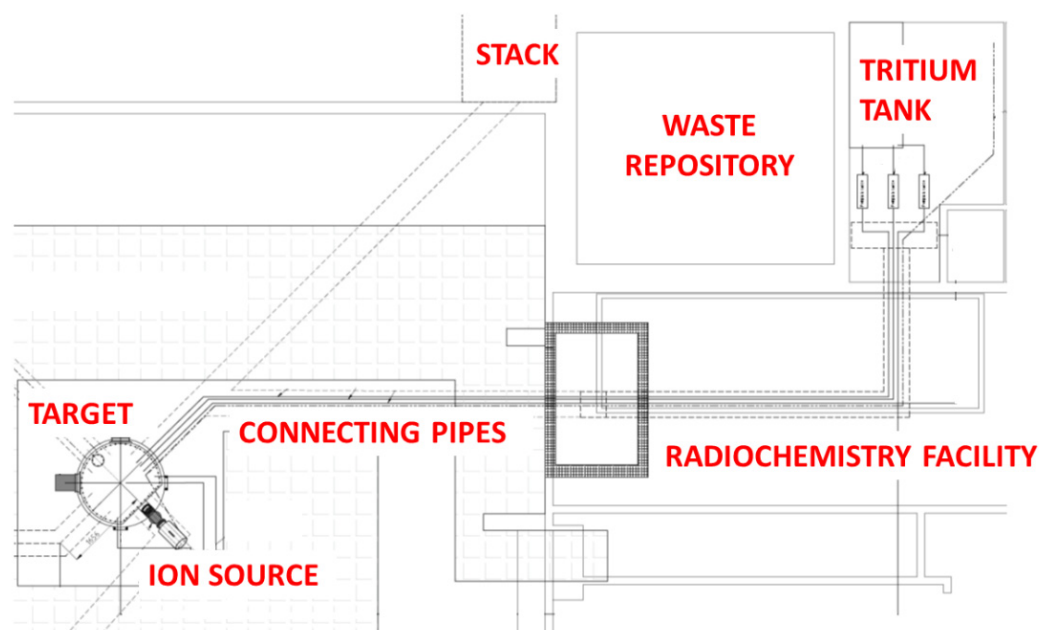 STACK
TRITIUM
TANK
WASTE
REPOSITORY
TARGET
CONNECTING PIPES
RADIOCHEMISTRY FACILITY
ION SOURCE